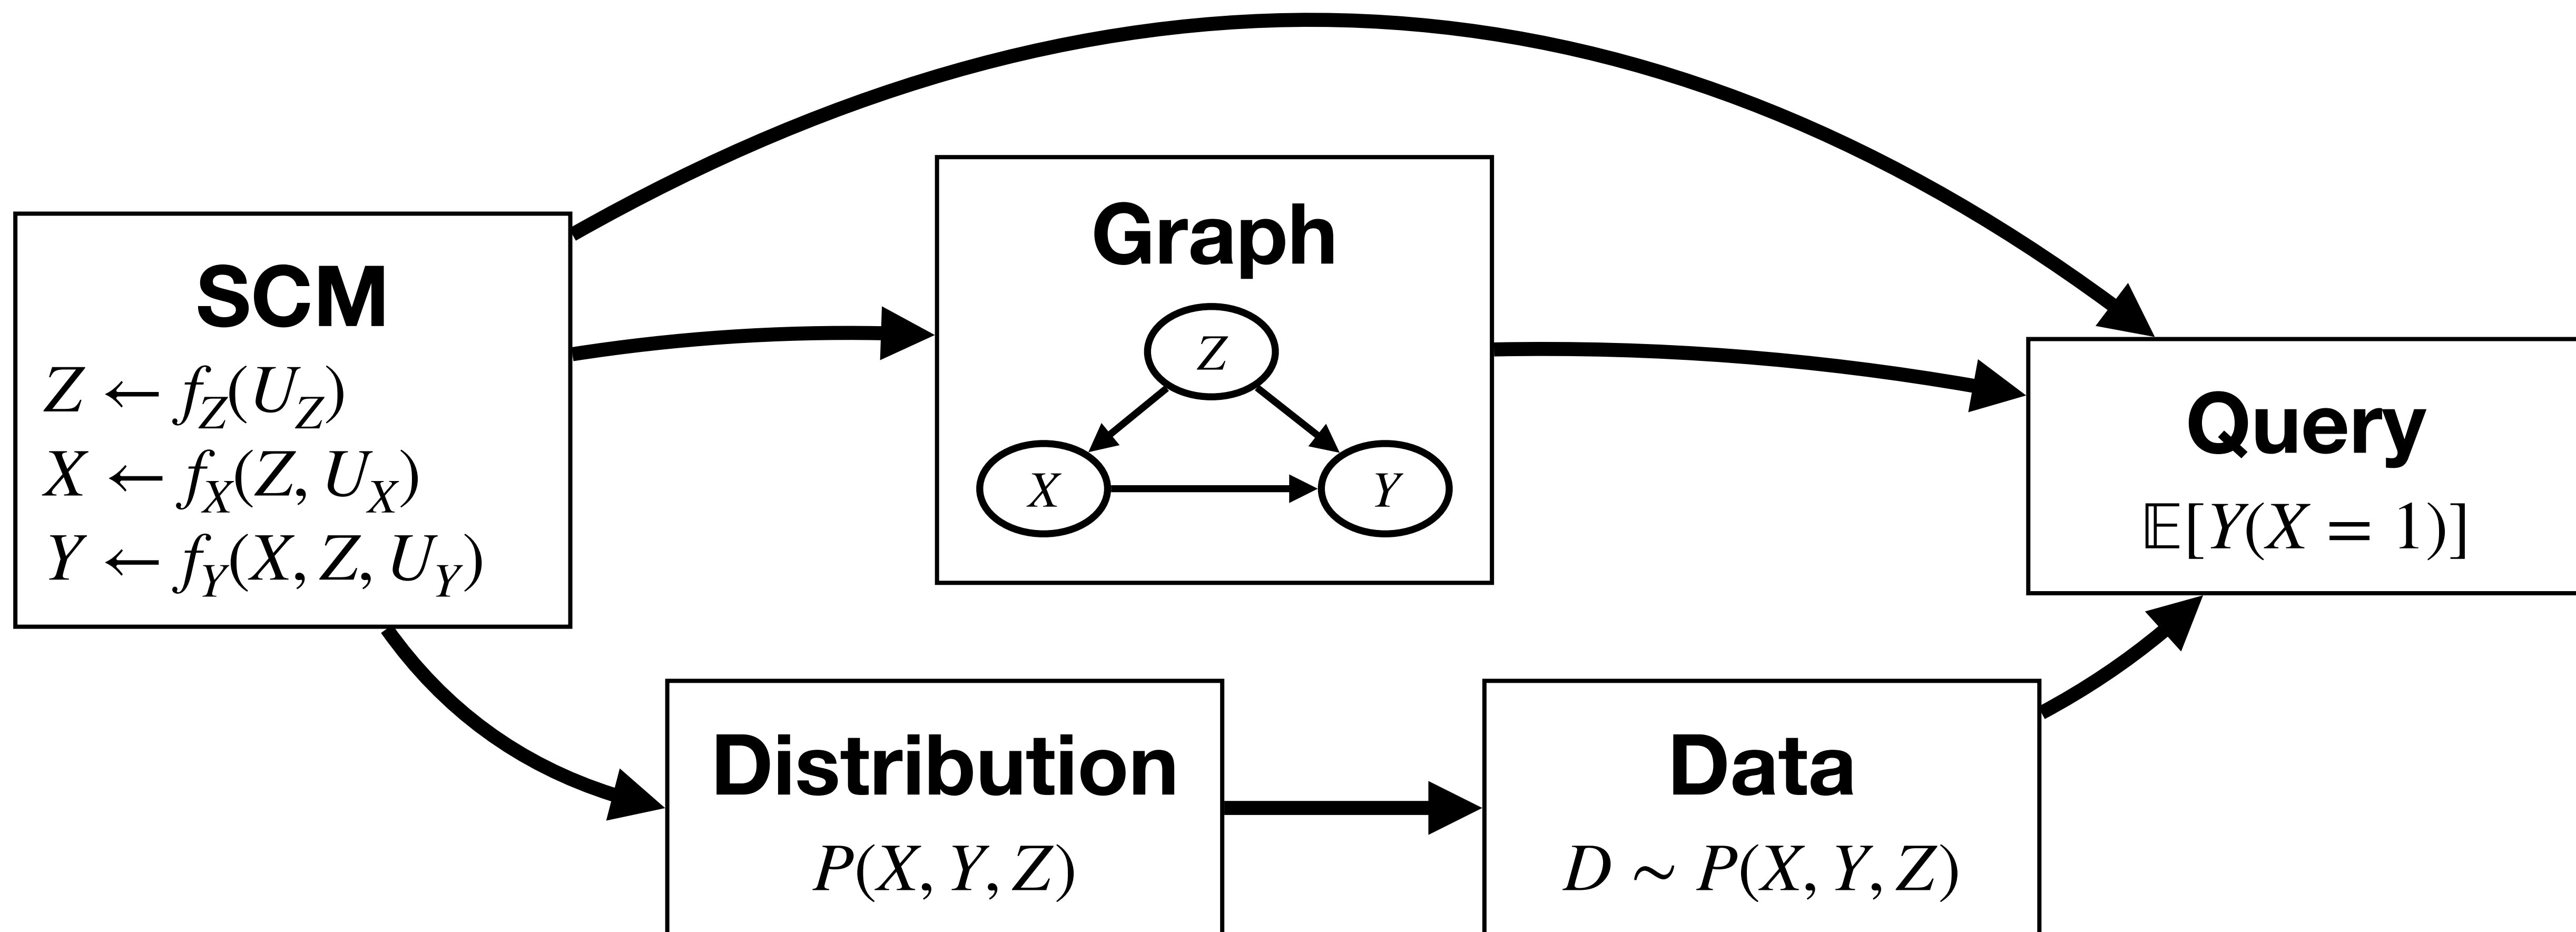 SCM
Z ← f_Z(U_Z)
X ← f_X(Z, U_X)
Y ← f_Y(X, Z, U_Y)
Graph
Z
X
Y
Query
𝔼[Y(X = 1)]
Distribution
P(X, Y, Z)
Data
D ∼ P(X, Y, Z)